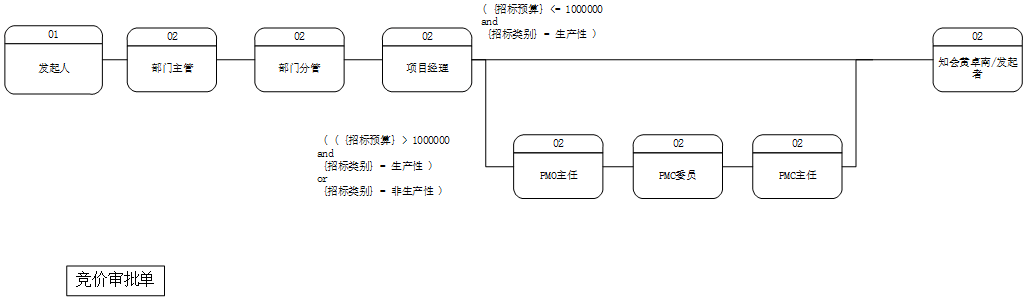 ( {招标预算} <= 1000000
and
{招标类别} = 生产性 )
01
发起人
02
部门主管
02
部门分管
02
项目经理
02
知会黄卓南/发起
者
( ( {招标预算} > 1000000
and
{招标类别} = 生产性 )
or
{招标类别} = 非生产性 )
02
PMO主任
02
PMC委员
02
PMC主任
竞价审批单